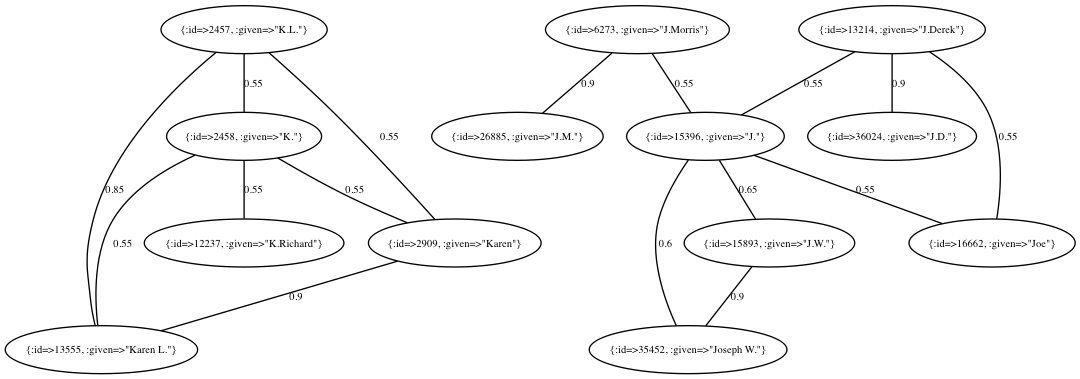 {:id=>2457, :given=>"K.L."}
{:id=>6273, :given=>"J.Morris"}
{:id=>13214, :given=>"J.Derek"}
0.55
0.9
0.55
0.55
0.9
{:id=>2458, :given=>"K."}
0.55
{:id=>26885, :given=>"J.M."}
{:id=>15396, :given=>"J."}
{:id=>36024, :given=>"J.D."}
0.55
0.85
0.55
0.55
0.65
0.55
0.55
{:id=>12237, :given=>"K.Richard"}
{:id=>2909, :given=>"Karen"}
0.6
{:id=>15893, :given=>"J.W."}
{:id=>16662, :given=>"Joe"}
0.9
0.9
{:id=>13555, :given=>"Karen L."}
{:id=>35452, :given=>"Joseph W."}